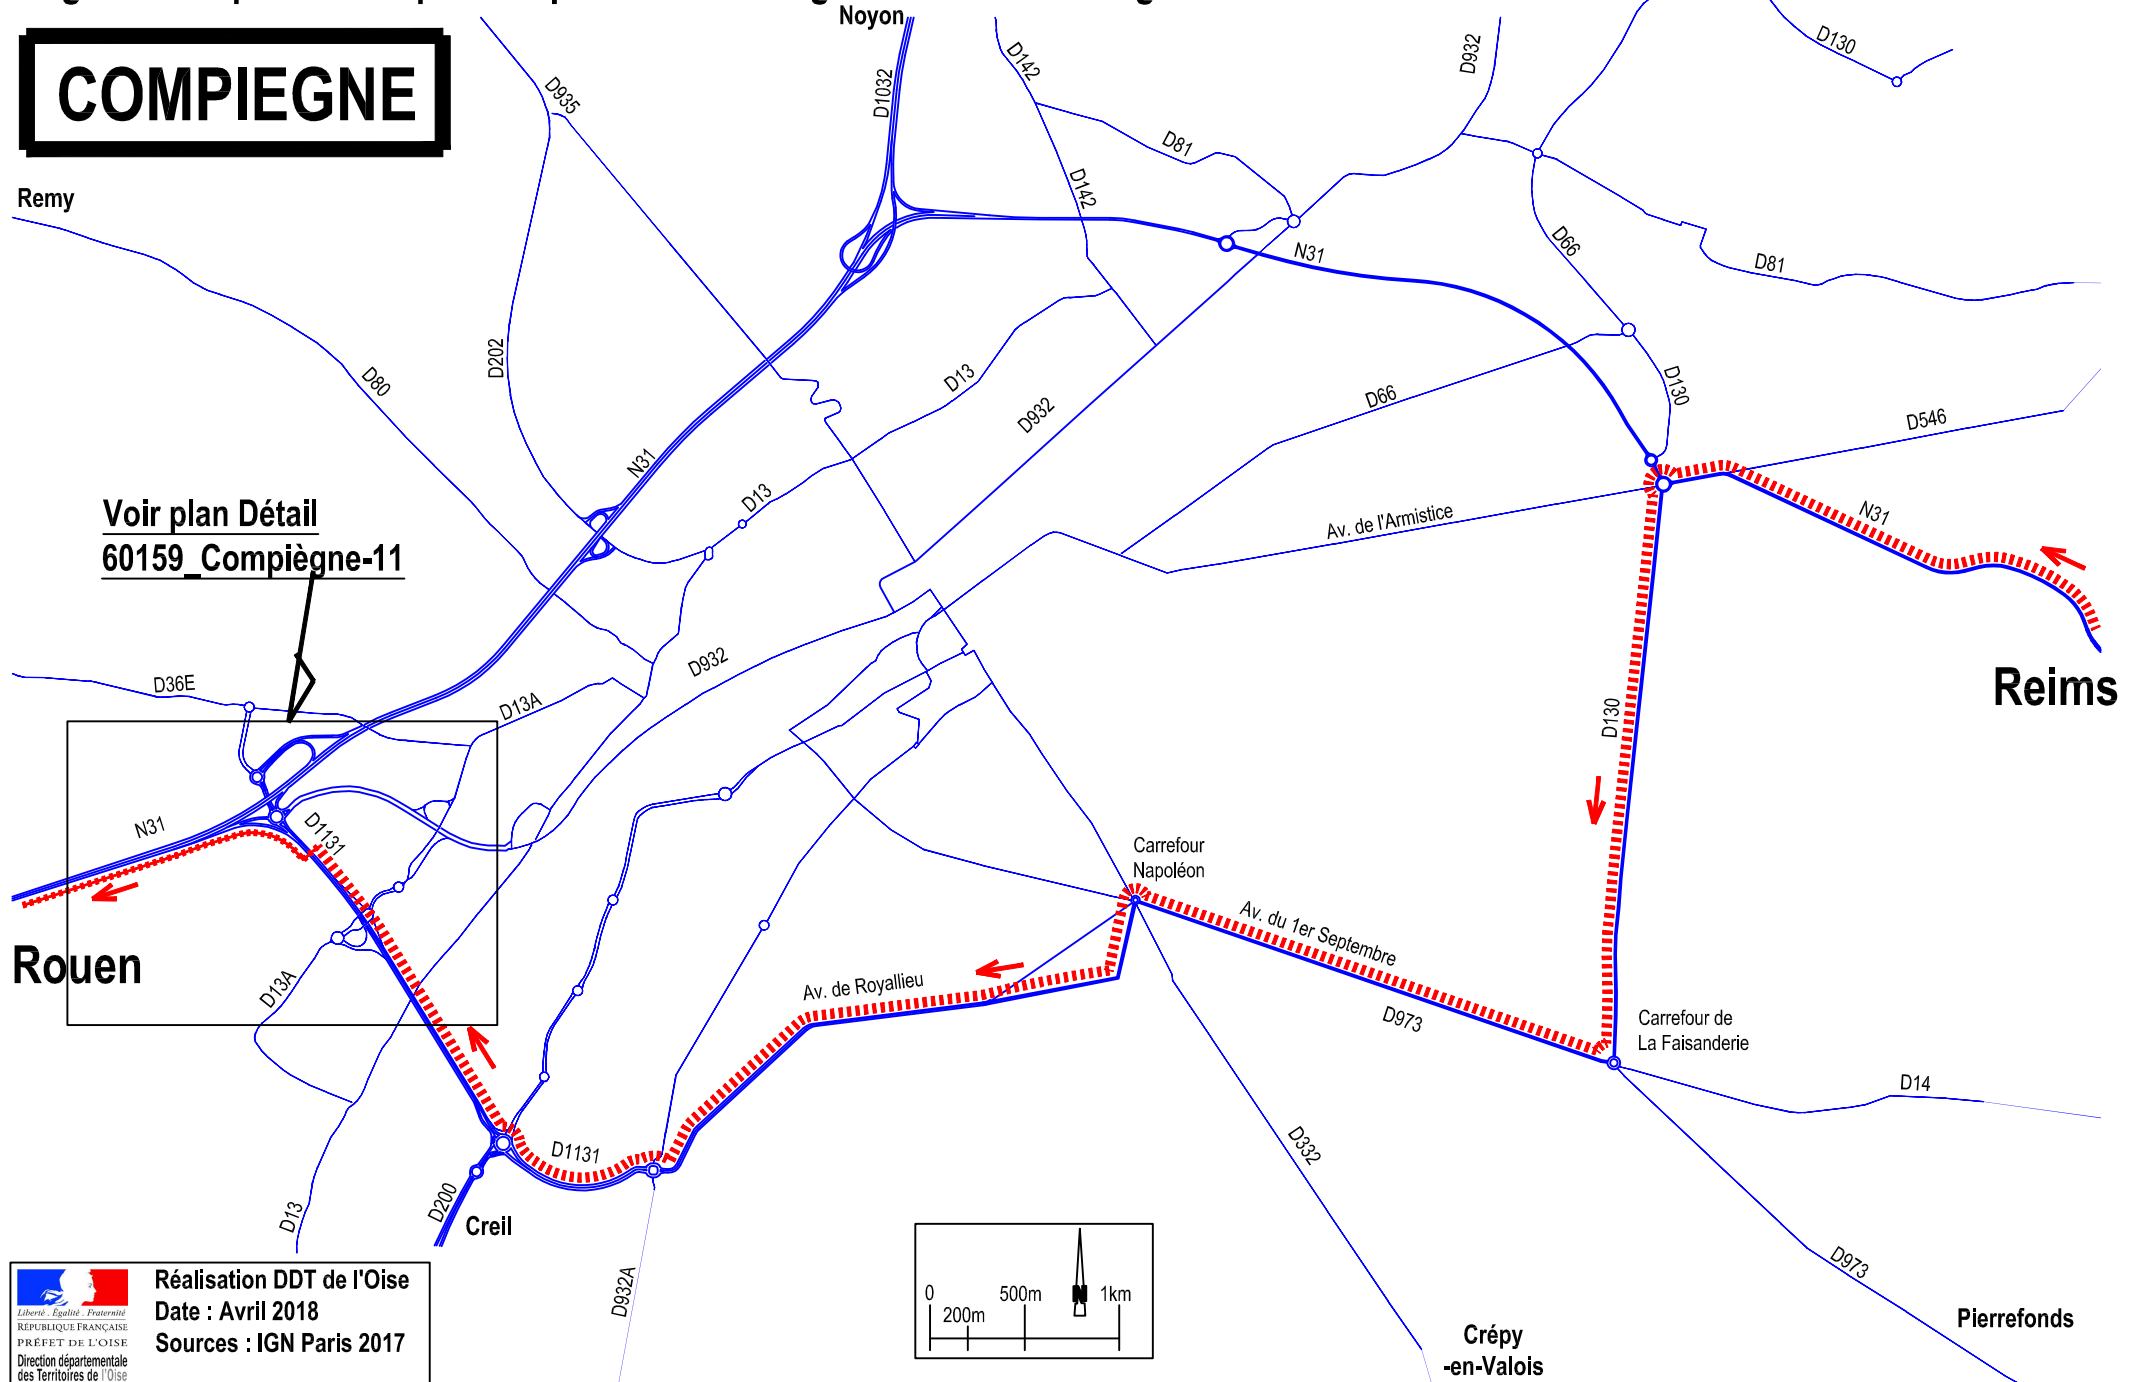 Noyon
COMPIEGNE
D935
D1032
D142
D932
D130
D81
Remy
D142
N31
D66
D81
D202
D80
D13
D932
D66
D130
D546
N31
Voir plan Détail
60159_Compiègne-11
D13
Av. de l'Armistice
N31
D36E
D13A
D932
Reims
D130
N31
D1131
Carrefour
Napoléon
Av. du 1er Septembre
Rouen
D13A
Av. de Royallieu
D973
Carrefour de
La Faisanderie
D14
D1131
D332
D13
D200
Creil
D932A
D973
Réalisation DDT de l'Oise
Date : Avril 2018
Sources : IGN Paris 2017
Liberté . Égalité . Fraternité
RÉPUBLIQUE FRANÇAISE
PRÉFET DE L'OISE
Direction départementale
des Territoires de l'Oise
0
500m
1km
200m
N
Crépy
-en-Valois
Pierrefonds